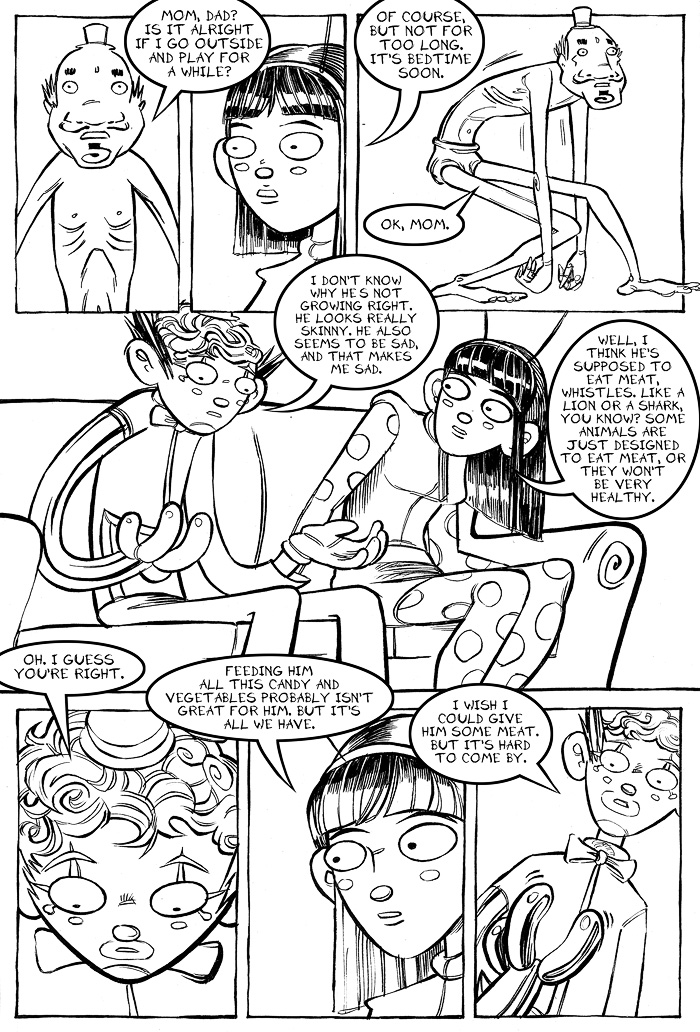 MOM, DAD?
IS IT ALRIGHT
IF I GO OUTSIDE
AND PLAY FOR
A WHILE?
OF COURSE,
BUT NOT FOR
TOO LONG.
IT'S BEDTIME
SOON.
OK, MOM.
I DON'T KNOW
WHY HE'S NOT
GROWING RIGHT.
HE LOOKS REALLY
SKINNY. HE ALSO
SEEMS TO BE SAD,
AND THAT MAKES
ME SAD.
WELL, I
THINK HE'S
SUPPOSED TO
EAT MEAT,
WHISTLES. LIKE A
LION OR A SHARK,
YOU KNOW? SOME
ANIMALS ARE
JUST DESIGNED
TO EAT MEAT, OR
THEY WON'T
BE VERY
HEALTHY.
OH. I GUESS
YOU'RE RIGHT.
FEEDING HIM
ALL THIS CANDY AND
VEGETABLES PROBABLY ISN'T
GREAT FOR HIM. BUT IT'S
ALL WE HAVE.
I WISH I
COULD GIVE
HIM SOME MEAT.
BUT IT'S HARD
TO COME BY.